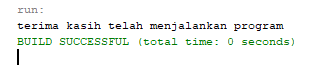 run:
terima kasih telah menjalankan program
BUILD SUCCESSFUL (total time: 0 seconds)